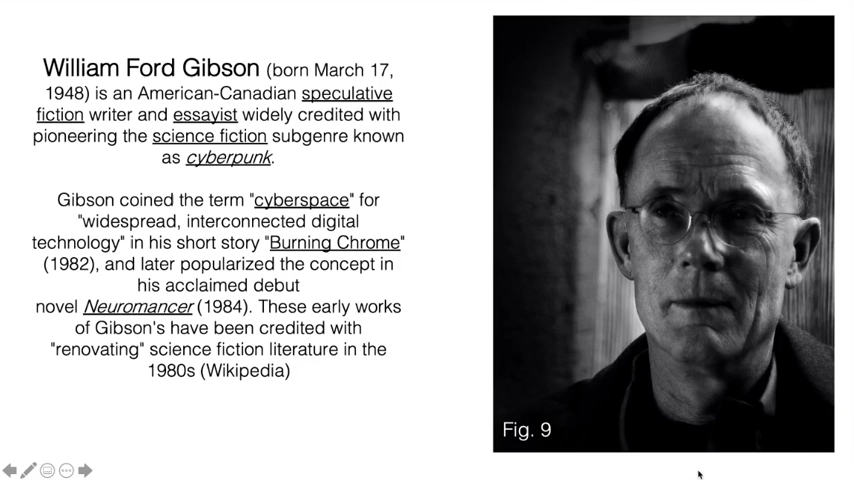 William Ford Gibson (born March 17,
1948) is an American-Canadian speculative
fiction writer and essayist widely credited with
pioneering the science fiction subgenre known
as cyberpunk.
Gibson coined the term "cyberspace" for
"widespread, interconnected digital
technology" in his short story "Burning Chrome"
(1982), and later popularized the concept in
his acclaimed debut
novel Neuromancer (1984). These early works
of Gibson's have been credited with
"renovating" science fiction literature in the
1980s (Wikipedia)
Fig. 9